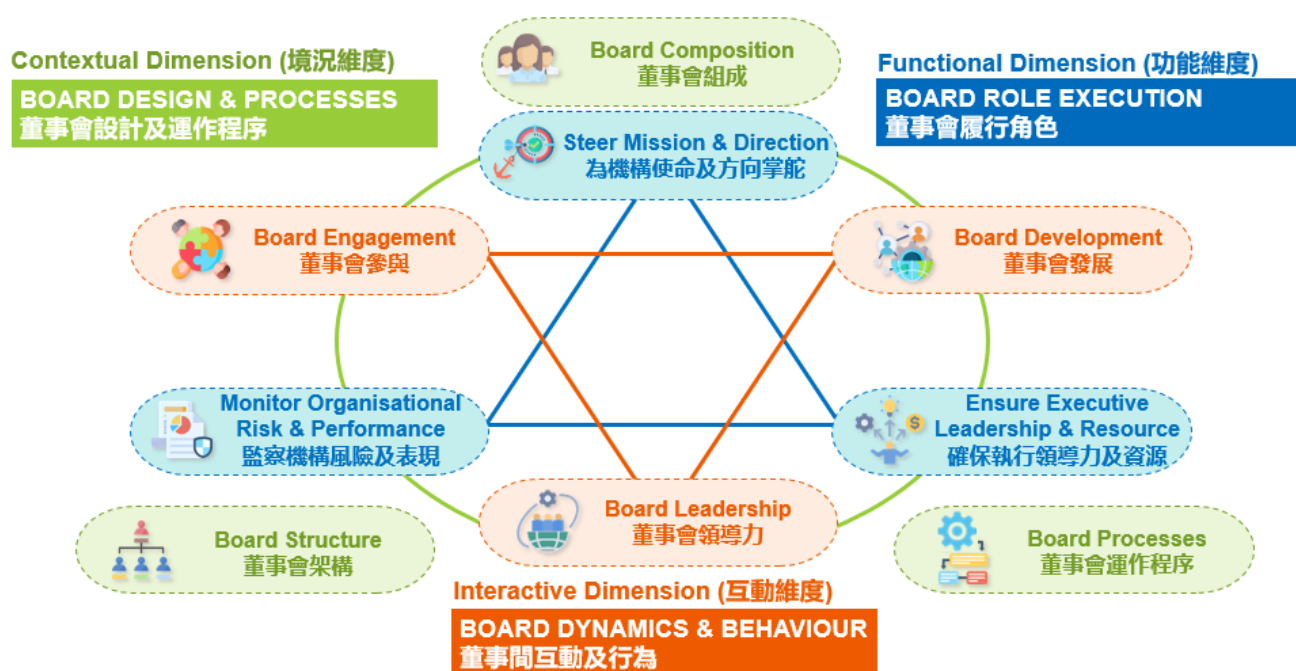 Board Composition
董事會組成
Contextual Dimension (境況維度)
BOARD DESIGN & PROCESSES
董事會設計及運作程序
Functional Dimension (功能維度)
BOARD ROLE EXECUTION
董事會履行角色
Steer Mission & Direction
為機構使命及方向掌舵
Board Engagement
董事會參與
Board Development
董事會發展
Monitor Organisational
Risk & Performance
監察機構風險及表現
Ensure Executive
Leadership & Resource
確保執行領導力及資源
Board Leadership
董事會領導力
Board Structure
董事會架構
Board Processes
董事會運作程序
Interactive Dimension (互動維度)
BOARD DYNAMICS & BEHAVIOUR
董事間互動及行為